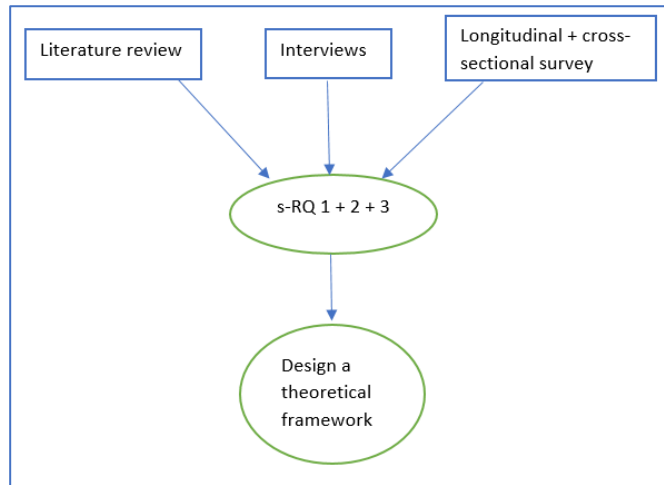 Literature review
Interviews
Longitudinal + cross-
sectional survey
s-RQ 1 + 2 + 3
Design a
theoretical
framework